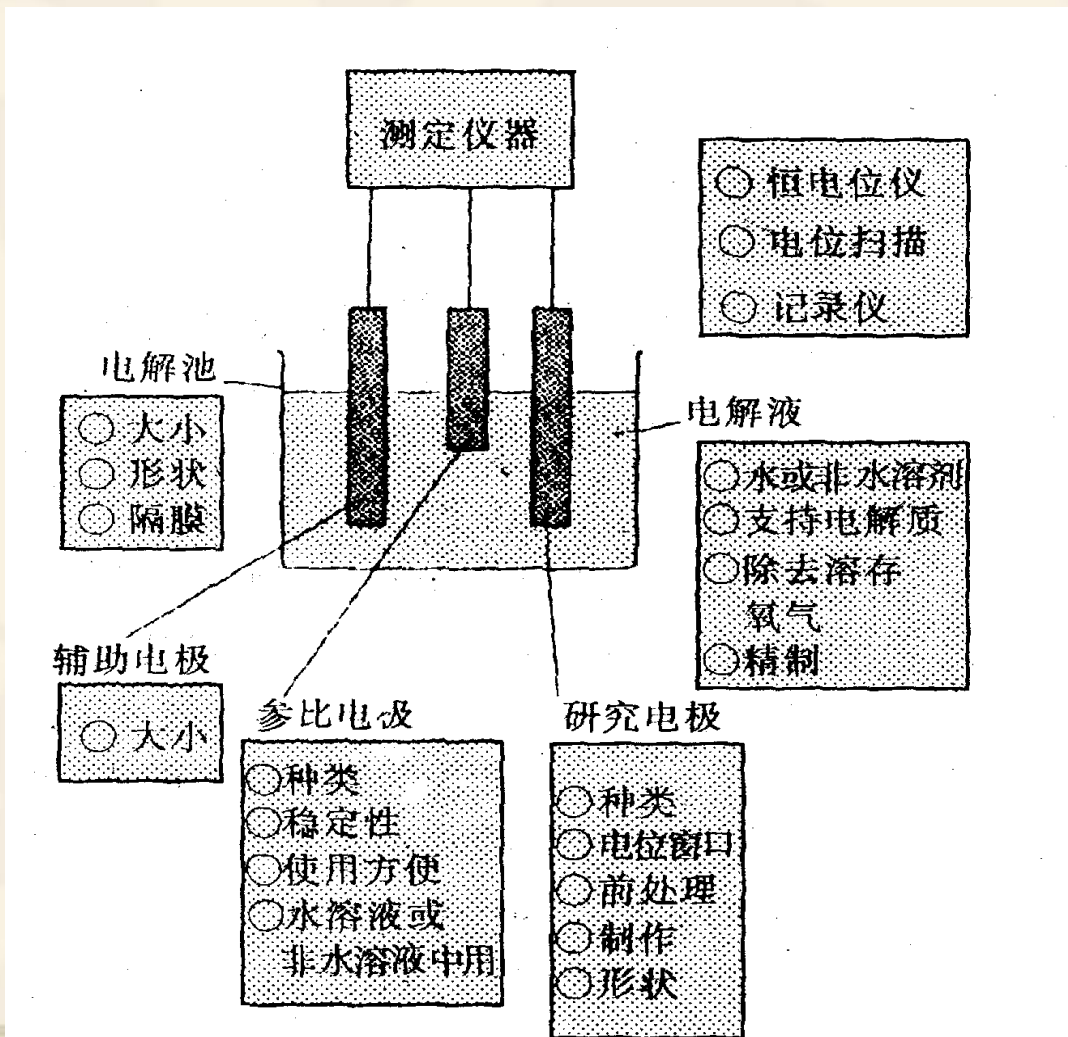 测定仪器
○ 恒电位仪
○ 电位扫描
○ 记录仪
电解池
○ 大小
○ 形状
○ 隔膜
电解液
○水或非水溶剂
○支持电解质
○除去溶存
氧气
○精制
辅助电极
○ 大小
参比电极
○种类
○稳定性
○使用方便
○水溶液或
非水溶液中用
研究电极
○种类
○电位窗口
○前处理
○制作
○形状